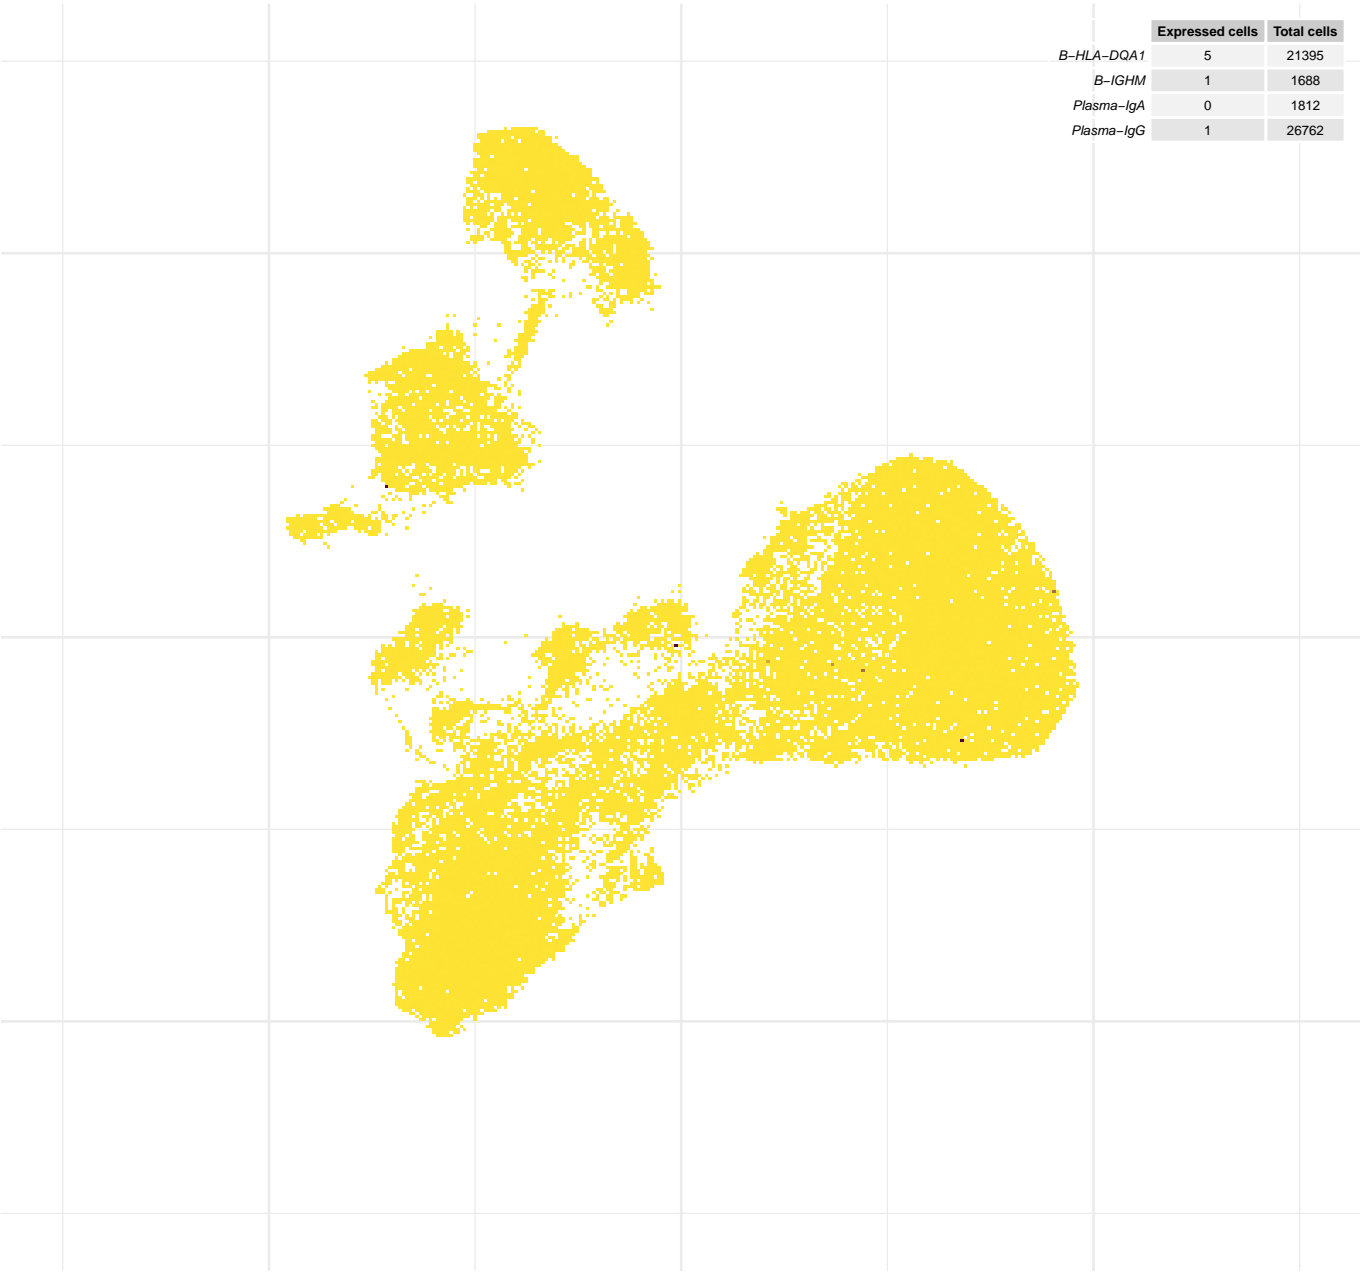 Expressed cells Total cells
B−HLA−DQA1 5 21395
B−IGHM 1 1688
Plasma−IgA 0 1812
Plasma−IgG 1 26762